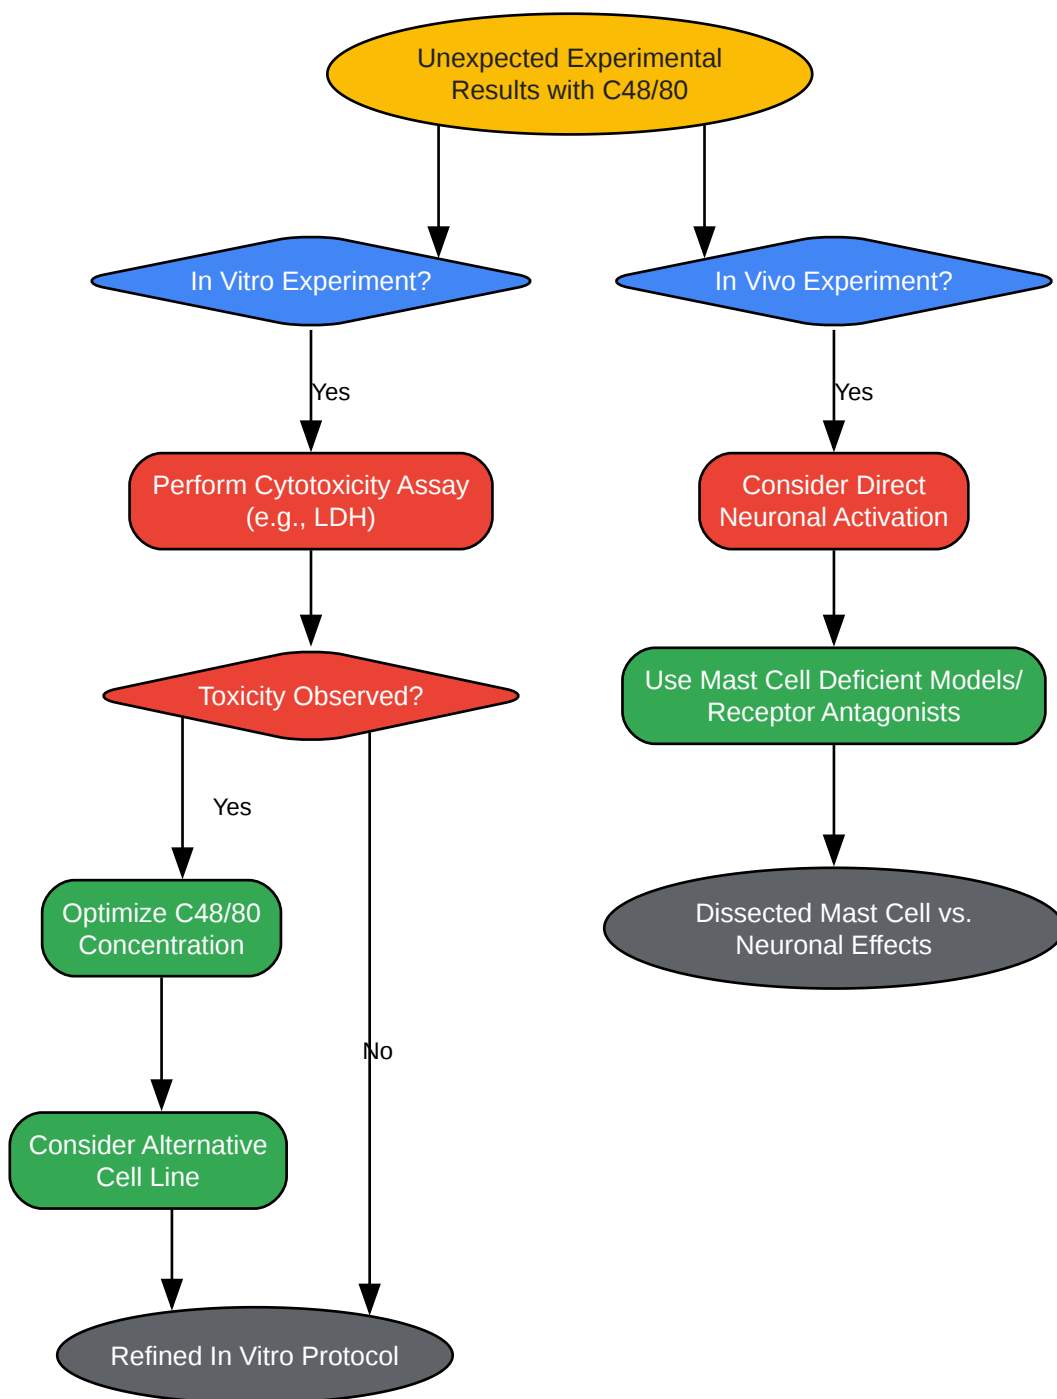 Unexpected Experimental
Results with C48/80
In Vitro Experiment?
In Vivo Experiment?
Yes
Yes
Perform Cytotoxicity Assay
(e.g., LDH)
Consider Direct
Neuronal Activation
Toxicity Observed?
Use Mast Cell Deficient Models/
Receptor Antagonists
Yes
Optimize C48/80
Concentration
Dissected Mast Cell vs.
Neuronal Effects
No
Consider Alternative
Cell Line
Refined In Vitro Protocol